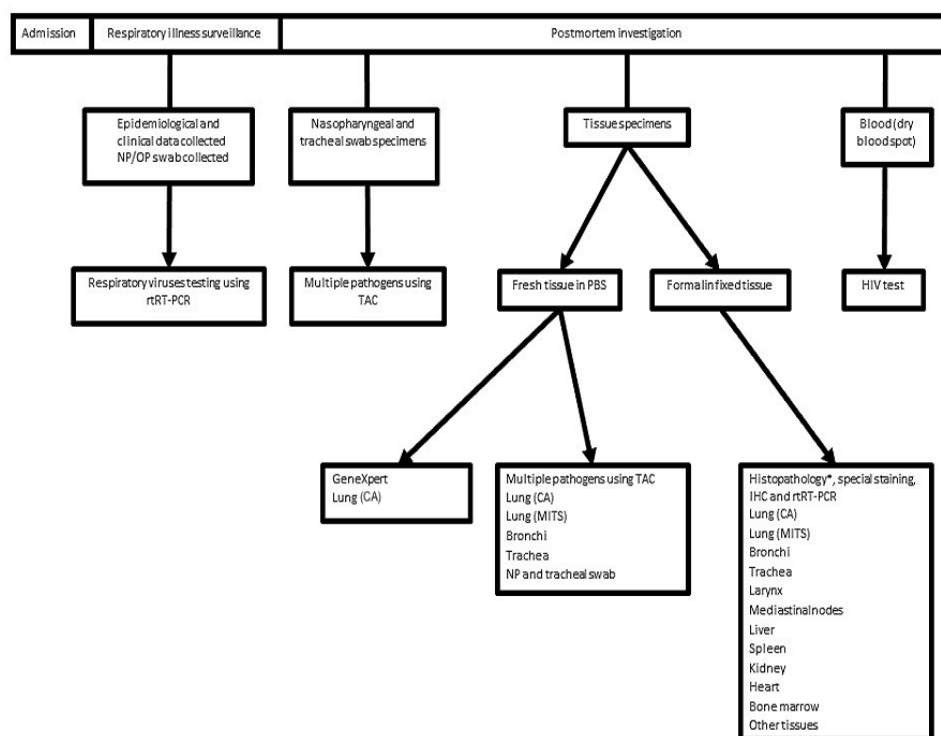 Admission
Respiratory illness surveillance
Postmortem investigation
Epidemiological and
clinical data collected
NP/OP swab collected
Nasopharyngeal and
tracheal swab specimens
Tissue specimens
Blood (dry
blood spot)
Respiratory viruses testing using
rtRT-PCR
Multiple pathogens using
TAC
Fresh tissue in PBS
Formalin fixed tissue
HIV test
GeneXpert
Lung (CA)
Multiple pathogens using TAC
Lung (CA)
Lung (MITS)
Bronchi
Trachea
NP and tracheal swab
Histopathology*, special staining,
IHC and rtRT-PCR
Lung (CA)
Lung (MITS)
Bronchi
Trachea
Larynx
Mediastinal nodes
Liver
Spleen
Kidney
Heart
Bone marrow
Other tissues